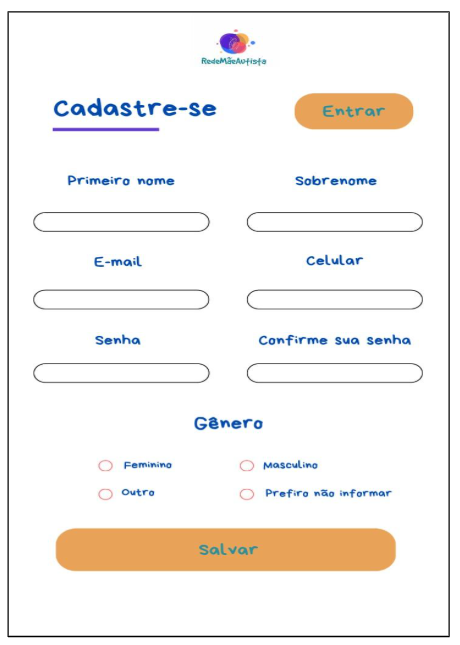 RedeMãeAutista
Cadastre-se
Entrar
Primeiro nome
Sobrenome
E-mail
Celular
Senha
Confirme sua senha
Gênero
Feminino
Masculino
Outro
Prefiro não informar
Salvar